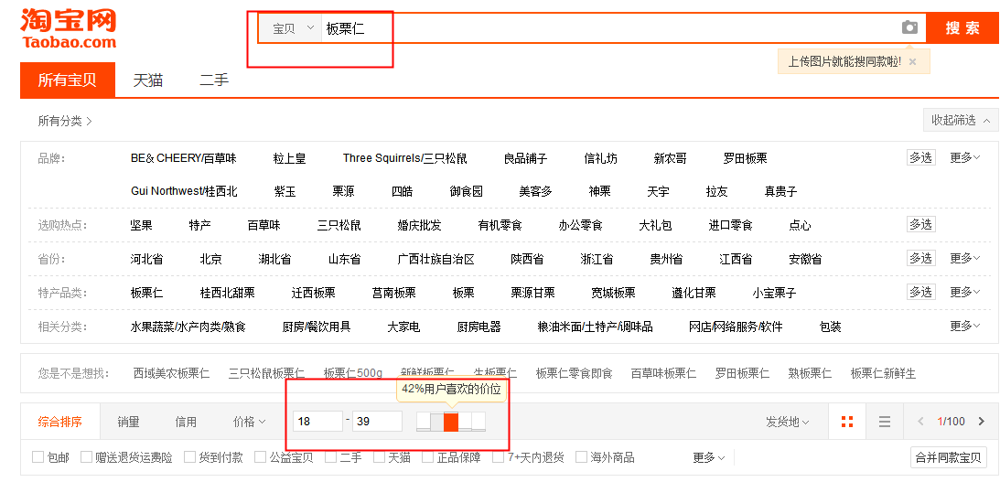 淘宝网
Taobao.com
宝贝 板栗仁 搜索
上传图片就能搜同款啦! ×
所有宝贝 天猫 二手
所有分类 >
收起筛选
品牌: BE& CHEERY/百草味 粒上皇 Three Squirrels/三只松鼠 良品铺子 信礼坊 新农哥 罗田板栗 多选 更多
Gui Northwest/桂西北 紫玉 栗源 四皓 御食园 美客多 神栗 天宇 拉友 真贵子
选购热点: 坚果 特产 百草味 三只松鼠 婚庆批发 有机零食 办公零食 大礼包 进口零食 点心 多选
省份: 河北省 北京 湖北省 山东省 广西壮族自治区 陕西省 浙江省 贵州省 江西省 安徽省 多选 更多
特产品类: 板栗仁 桂西北甜栗 迁西板栗 莒南板栗 板栗 栗源甘栗 宽城板栗 遵化甘栗 小宝栗子 多选 更多
相关分类: 水果蔬菜/水产肉类/熟食 厨房/餐饮用具 大家电 厨房电器 粮油米面/土特产/调味品 网店/网络服务/软件 包装 更多
您是不是想找: 西域美农板栗仁 三只松鼠板栗仁 板栗仁500g 新鲜板栗仁 生板栗仁 板栗仁零食即食 百草味板栗仁 罗田板栗仁 熟板栗仁 板栗仁新鲜生
42%用户喜欢的价位
综合排序 销量 信用 价格 18 - 39 发货地 < 1/100 >
包邮 赠送退货运费险 货到付款 公益宝贝 二手 天猫 正品保障 7+天内退货 海外商品 更多 合并同款宝贝